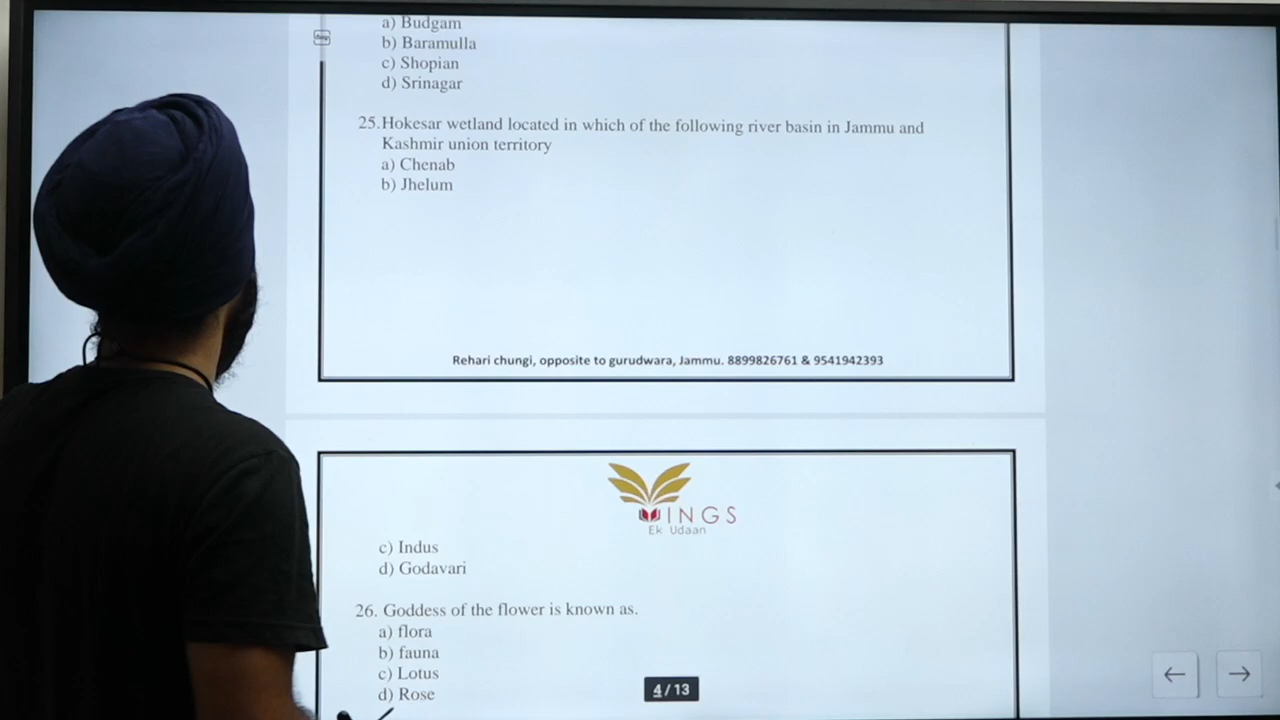 a) Budgam
b) Baramulla
c) Shopian
d) Srinagar
25.Hokesar wetland located in which of the following river basin in Jammu and
Kashmir union territory
a) Chenab
b) Jhelum
Rehari chungi, opposite to gurudwara, Jammu. 8899826761 & 9541942393
WINGS
Ek Udaan
c) Indus
d) Godavari
26. Goddess of the flower is known as.
a) flora
b) fauna
c) Lotus
d) Rose
4 / 13